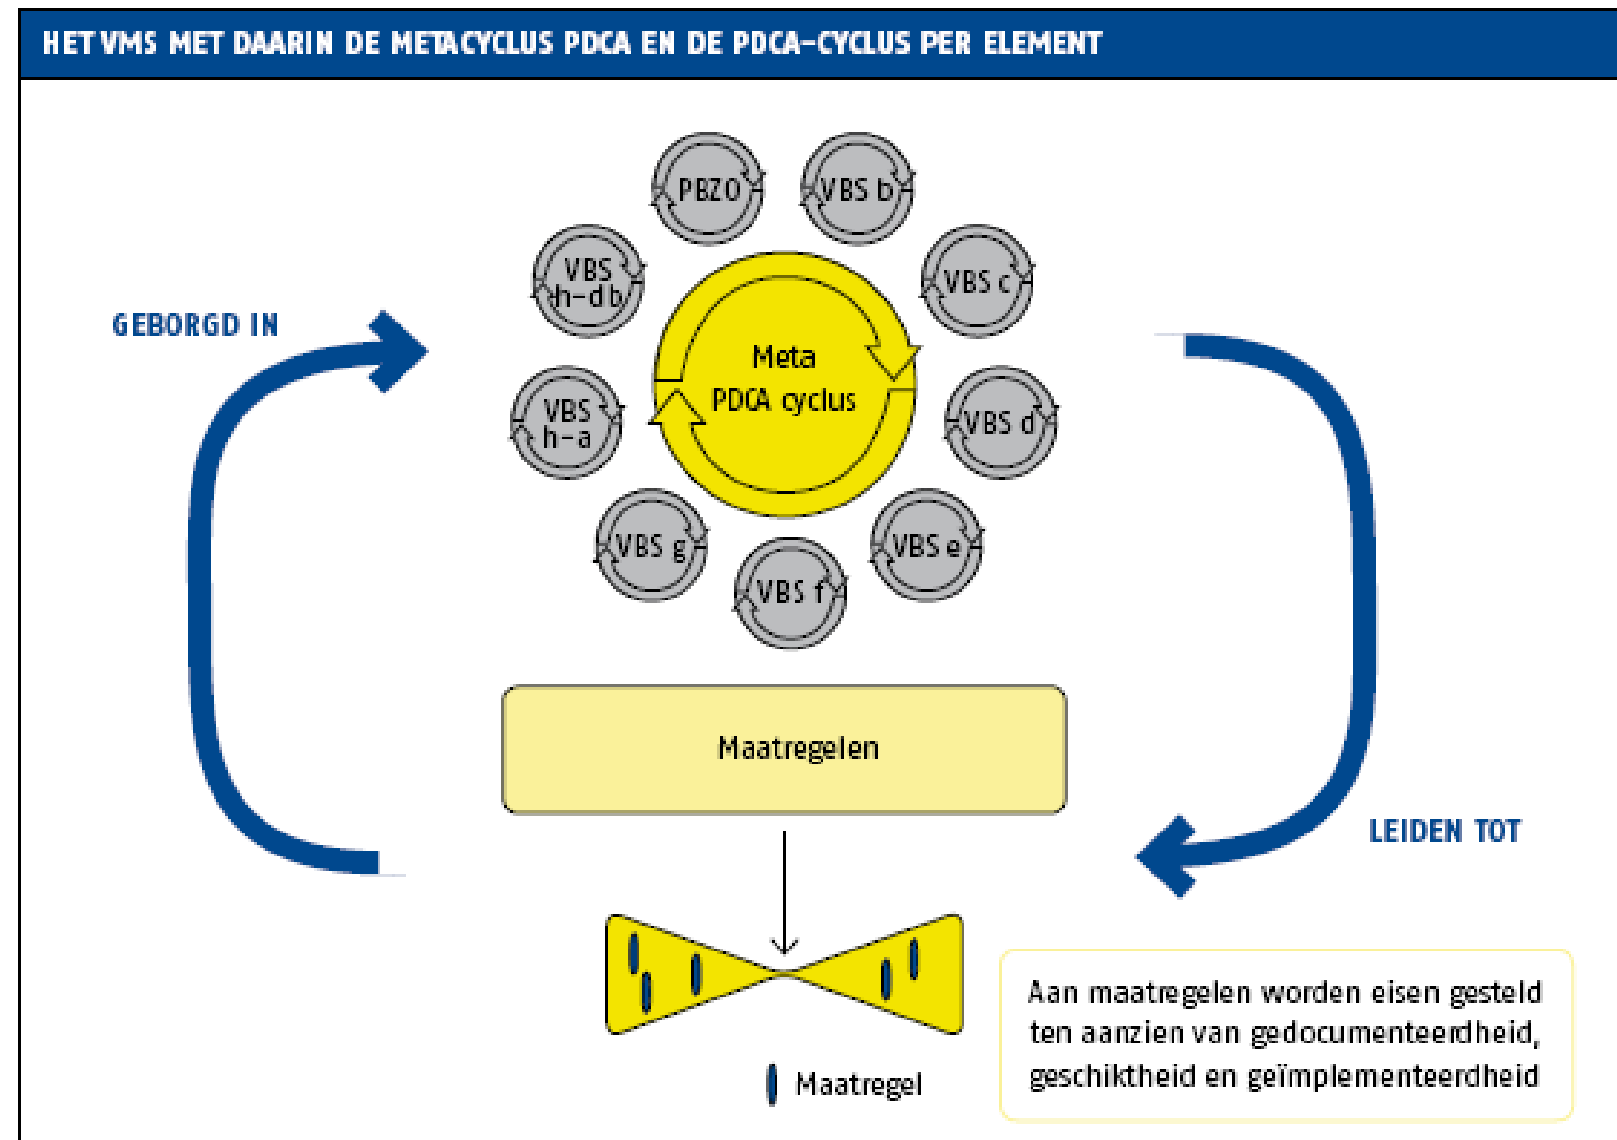 HET VMS MET DAARIN DE METACYCLUS PDCA EN DE PDCA-CYCLUS PER ELEMENT
PBZO
VBS b
VBS
h-db
VBS c
GEBORGD IN
Meta
PDCA cyclus
VBS
h-a
VBS d
VBS g
VBS e
VBS f
Maatregelen
LEIDEN TOT
Aan maatregelen worden eisen gesteld
ten aanzien van gedocumenteerdheid,
geschiktheid en geïmplementeerdheid
Maatregel